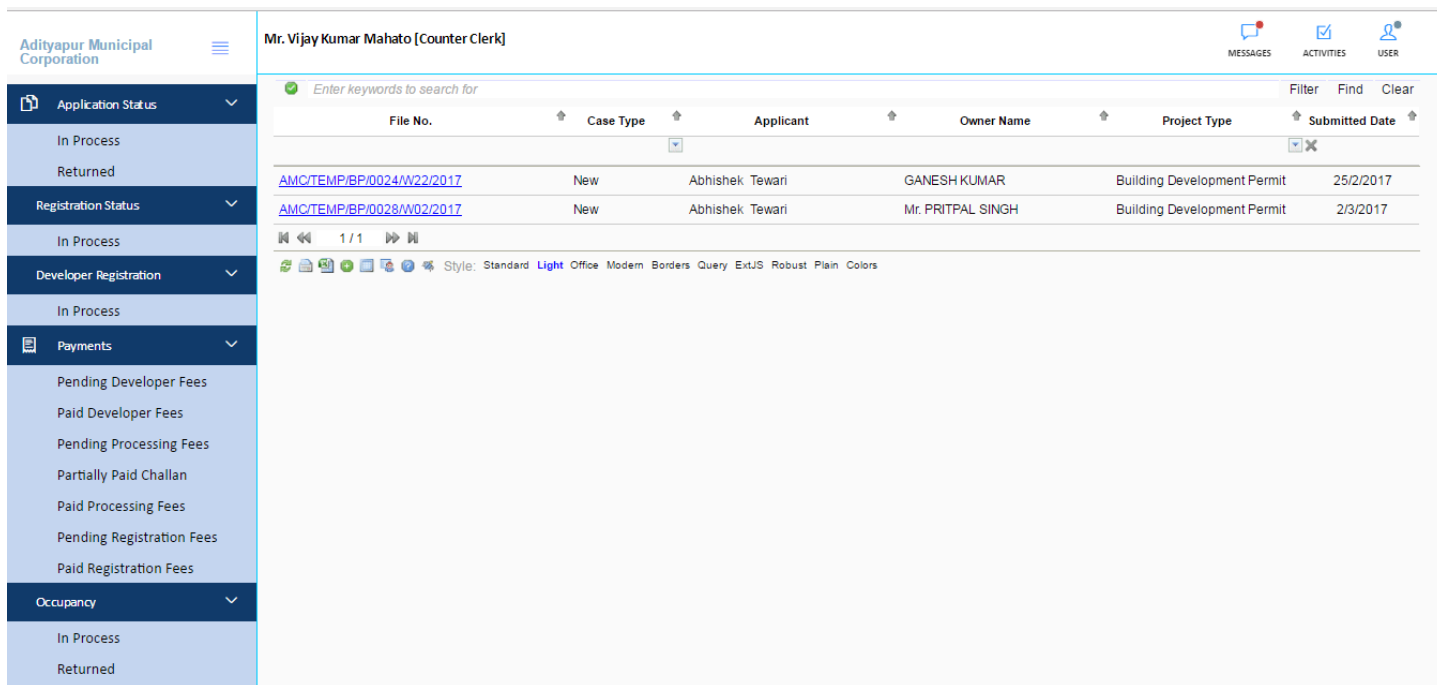 Adityapur Municipal
Corporation
Mr. Vijay Kumar Mahato [Counter Clerk]
MESSAGES ACTIVITIES USER
Application Status
In Process
Returned
Registration Status
In Process
Developer Registration
In Process
Payments
Pending Developer Fees
Paid Developer Fees
Pending Processing Fees
Partially Paid Challan
Paid Processing Fees
Pending Registration Fees
Paid Registration Fees
Occupancy
In Process
Returned
Enter keywords to search for Filter Find Clear
File No. Case Type Applicant Owner Name Project Type Submitted Date
AMC/TEMP/BP/0024/W22/2017 New Abhishek Tewari GANESH KUMAR Building Development Permit 25/2/2017
AMC/TEMP/BP/0028/W02/2017 New Abhishek Tewari Mr. PRITPAL SINGH Building Development Permit 2/3/2017
1 / 1
Style: Standard Light Office Modern Borders Query ExtJS Robust Plain Colors